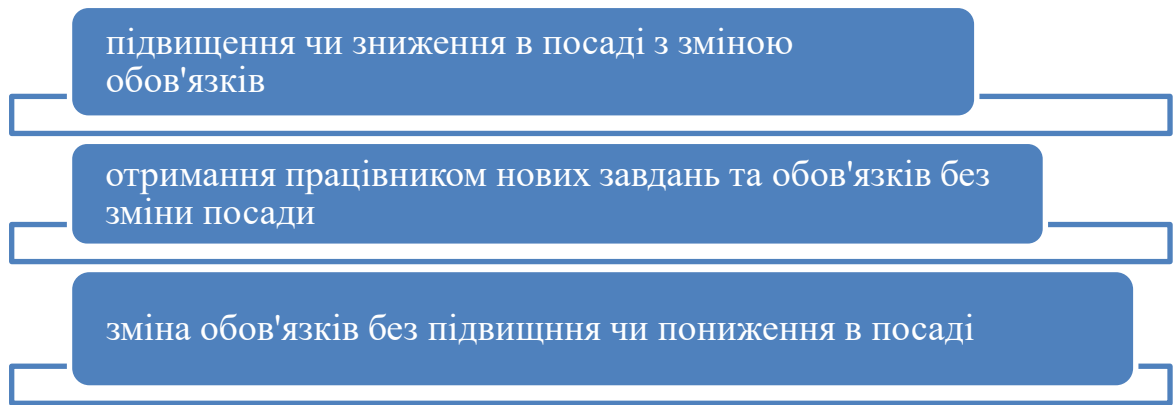 підвищення чи зниження в посаді з зміною
обов'язків
отримання працівником нових завдань та обов'язків без
зміни посади
зміна обов'язків без підвищння чи пониження в посаді